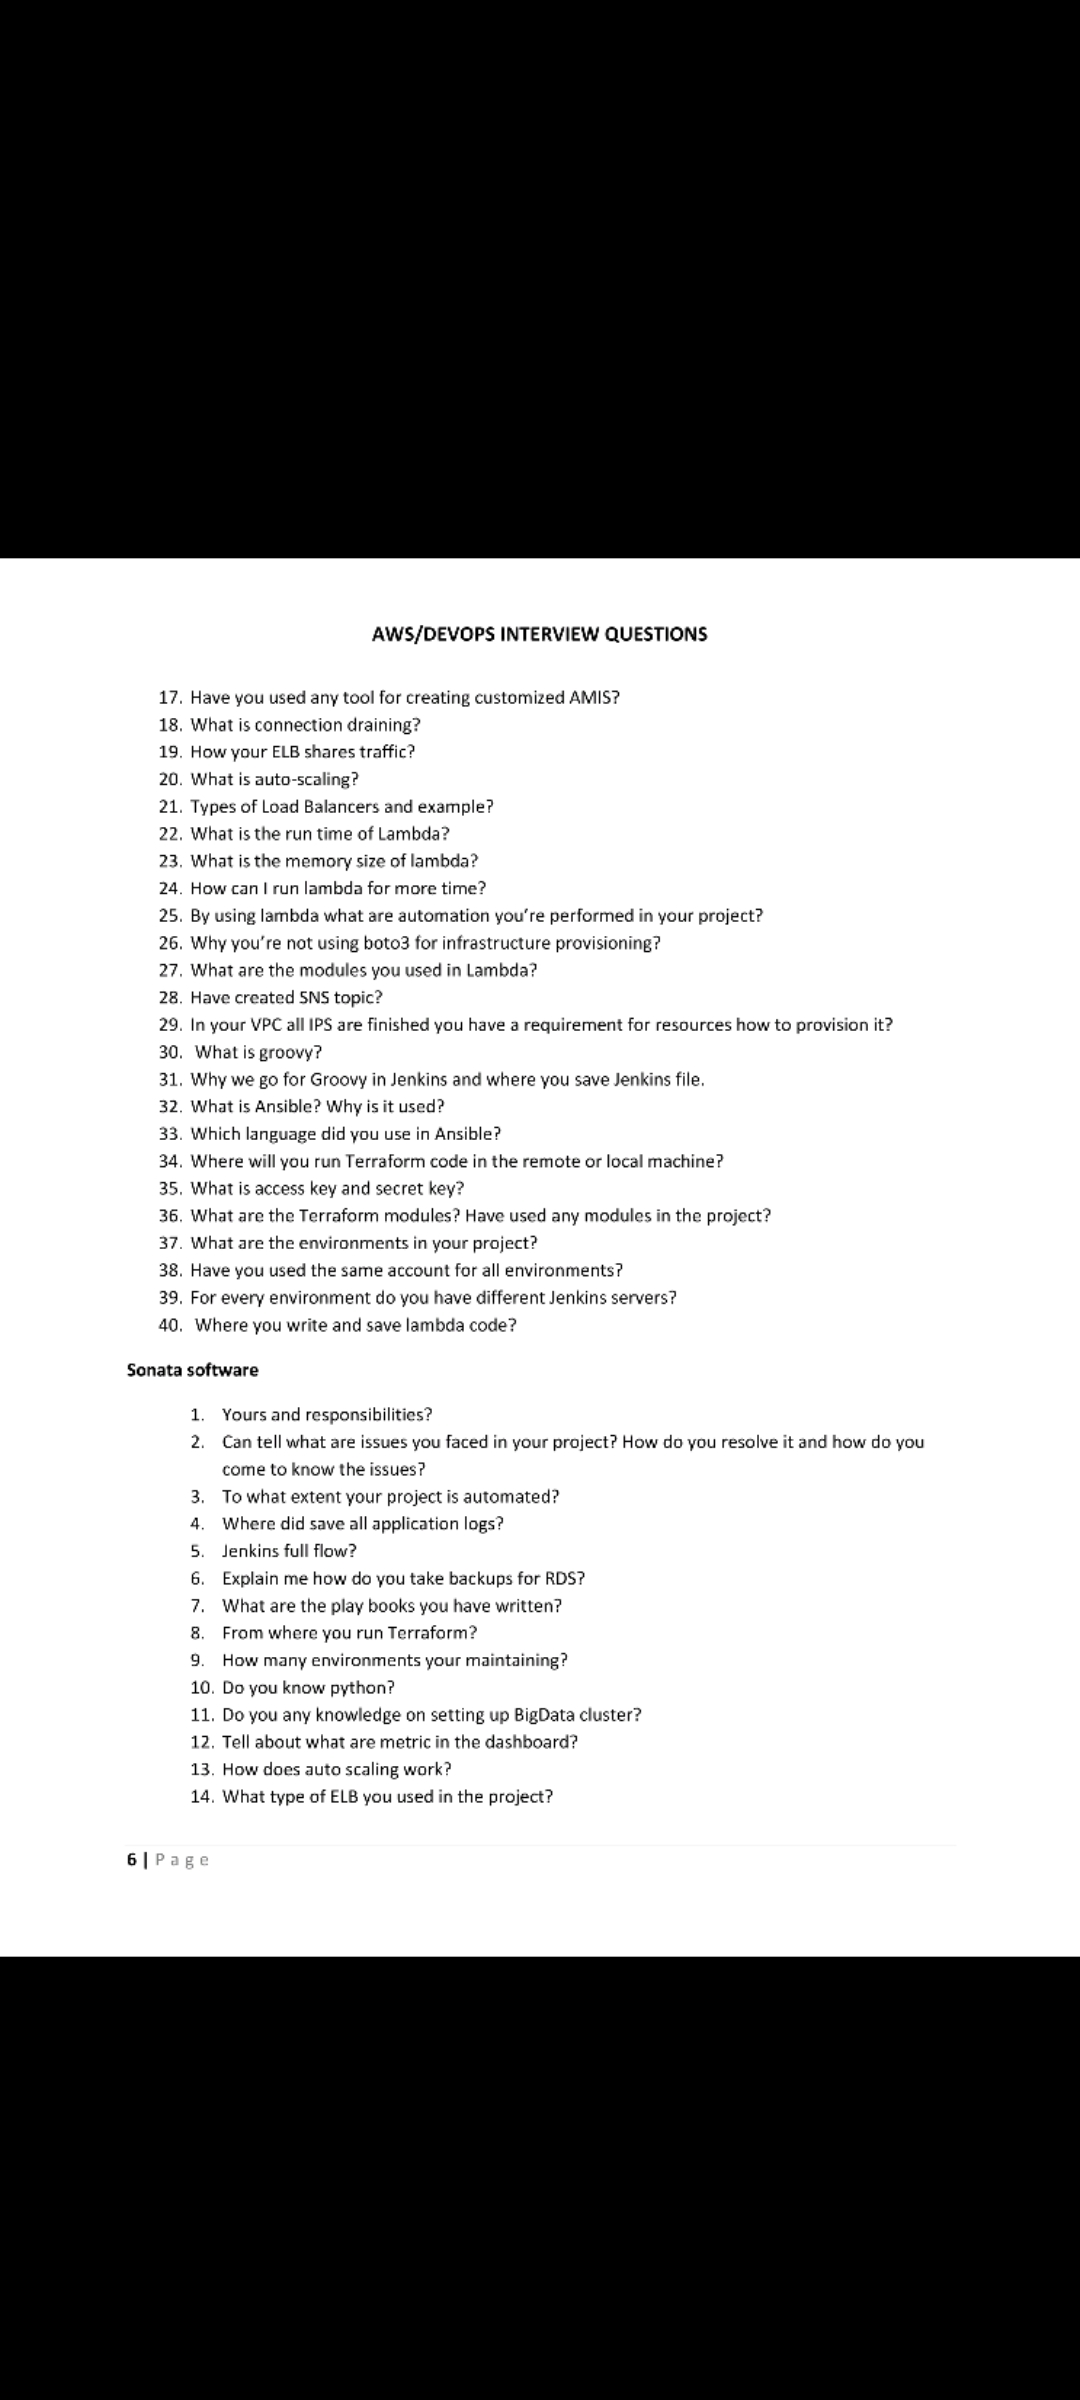 AWS/DEVOPS INTERVIEW QUESTIONS
17. Have you used any tool for creating customized AMIS?
18. What is connection draining?
19. How your ELB shares traffic?
20. What is auto-scaling?
21. Types of Load Balancers and example?
22. What is the run time of Lambda?
23. What is the memory size of lambda?
24. How can I run lambda for more time?
25. By using lambda what are automation you're performed in your project?
26. Why you're not using boto3 for infrastructure provisioning?
27. What are the modules you used in Lambda?
28. Have created SNS topic?
29. In your VPC all IPS are finished you have a requirement for resources how to provision it?
30. What is groovy?
31. Why we go for Groovy in Jenkins and where you save Jenkins file.
32. What is Ansible? Why is it used?
33. Which language did you use in Ansible?
34. Where will you run Terraform code in the remote or local machine?
35. What is access key and secret key?
36. What are the Terraform modules? Have used any modules in the project?
37. What are the environments in your project?
38. Have you used the same account for all environments?
39. For every environment do you have different Jenkins servers?
40. Where you write and save lambda code?
Sonata software
1. Yours and responsibilities?
2. Can tell what are issues you faced in your project? How do you resolve it and how do you
come to know the issues?
3. To what extent your project is automated?
4. Where did save all application logs?
5. Jenkins full flow?
6. Explain me how do you take backups for RDS?
7. What are the play books you have written?
8. From where you run Terraform?
9. How many environments your maintaining?
10. Do you know python?
11. Do you any knowledge on setting up BigData cluster?
12. Tell about what are metric in the dashboard?
13. How does auto scaling work?
14. What type of ELB you used in the project?
6 | Page